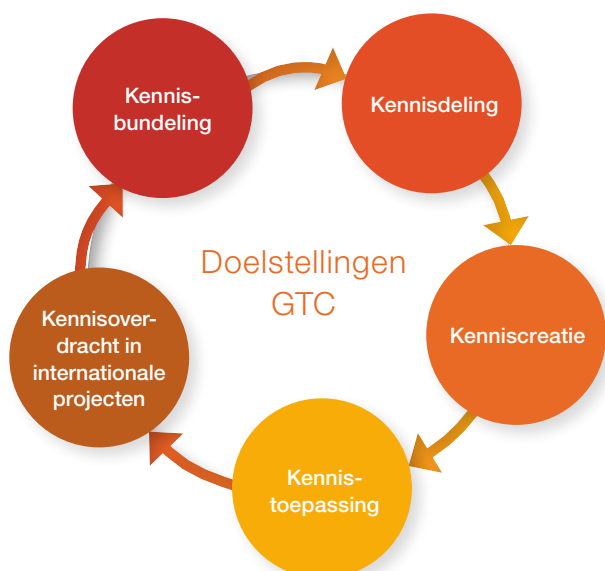 Kennis-
bundeling
Kennisdeling
Kenniscreatie
Kennis-
toepassing
Kennisover-
dracht in
internationale
projecten
Doelstellingen
GTC